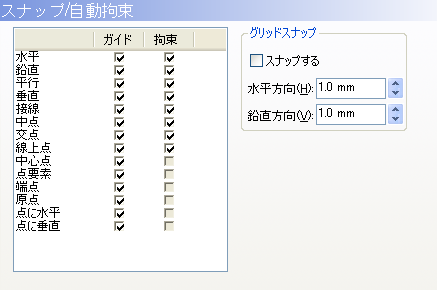 スナップ/自動拘束
ガイド 拘束
水平
鉛直
平行
垂直
接線
中点
交点
線上点
中心点
点要素
端点
原点
点に水平
点に垂直
グリッドスナップ
スナップする
水平方向(H): 1.0 mm
鉛直方向(V): 1.0 mm